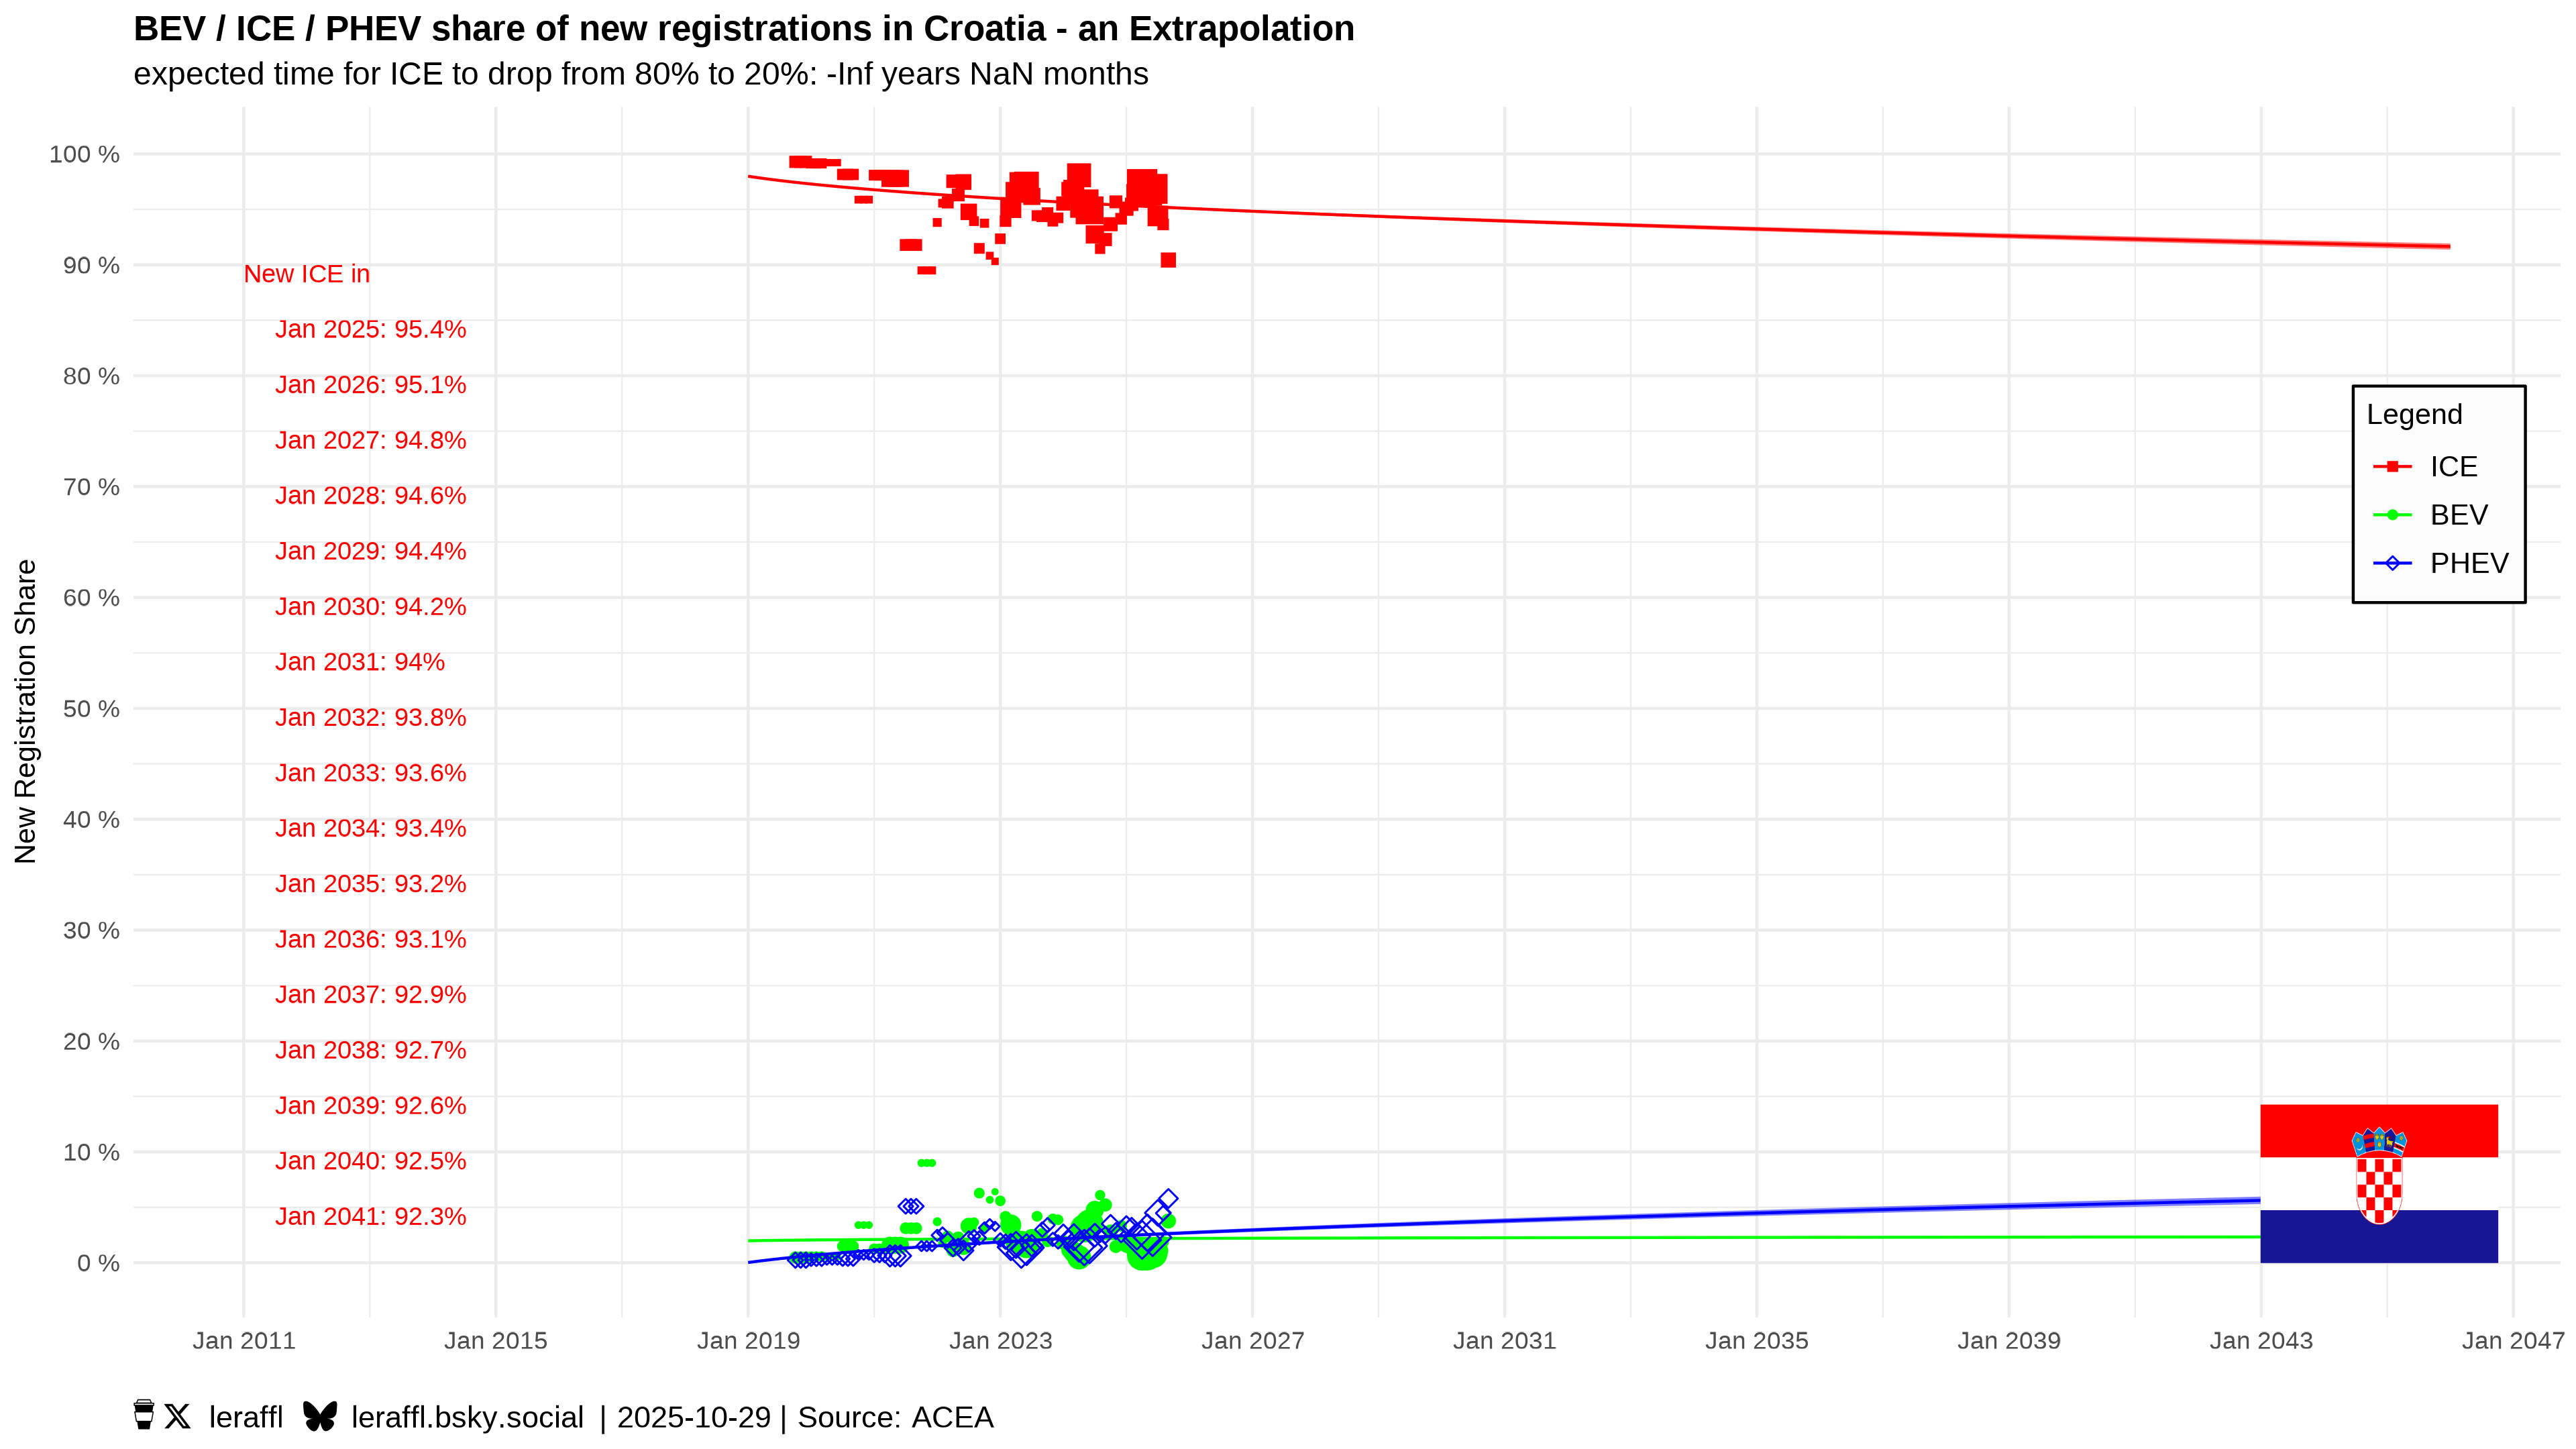 BEV / ICE / PHEV share of new registrations in Croatia - an Extrapolation
expected time for ICE to drop from 80% to 20%: -Inf years NaN months
New Registration Share
100 %
90 %
80 %
70 %
60 %
50 %
40 %
30 %
20 %
10 %
0 %
New ICE in
Jan 2025: 95.4%
Jan 2026: 95.1%
Jan 2027: 94.8%
Jan 2028: 94.6%
Jan 2029: 94.4%
Jan 2030: 94.2%
Jan 2031: 94%
Jan 2032: 93.8%
Jan 2033: 93.6%
Jan 2034: 93.4%
Jan 2035: 93.2%
Jan 2036: 93.1%
Jan 2037: 92.9%
Jan 2038: 92.7%
Jan 2039: 92.6%
Jan 2040: 92.5%
Jan 2041: 92.3%
Legend
ICE
BEV
PHEV
Jan 2011 Jan 2015 Jan 2019 Jan 2023 Jan 2027 Jan 2031 Jan 2035 Jan 2039 Jan 2043 Jan 2047
leraffl leraffl.bsky.social | 2025-10-29 | Source: ACEA